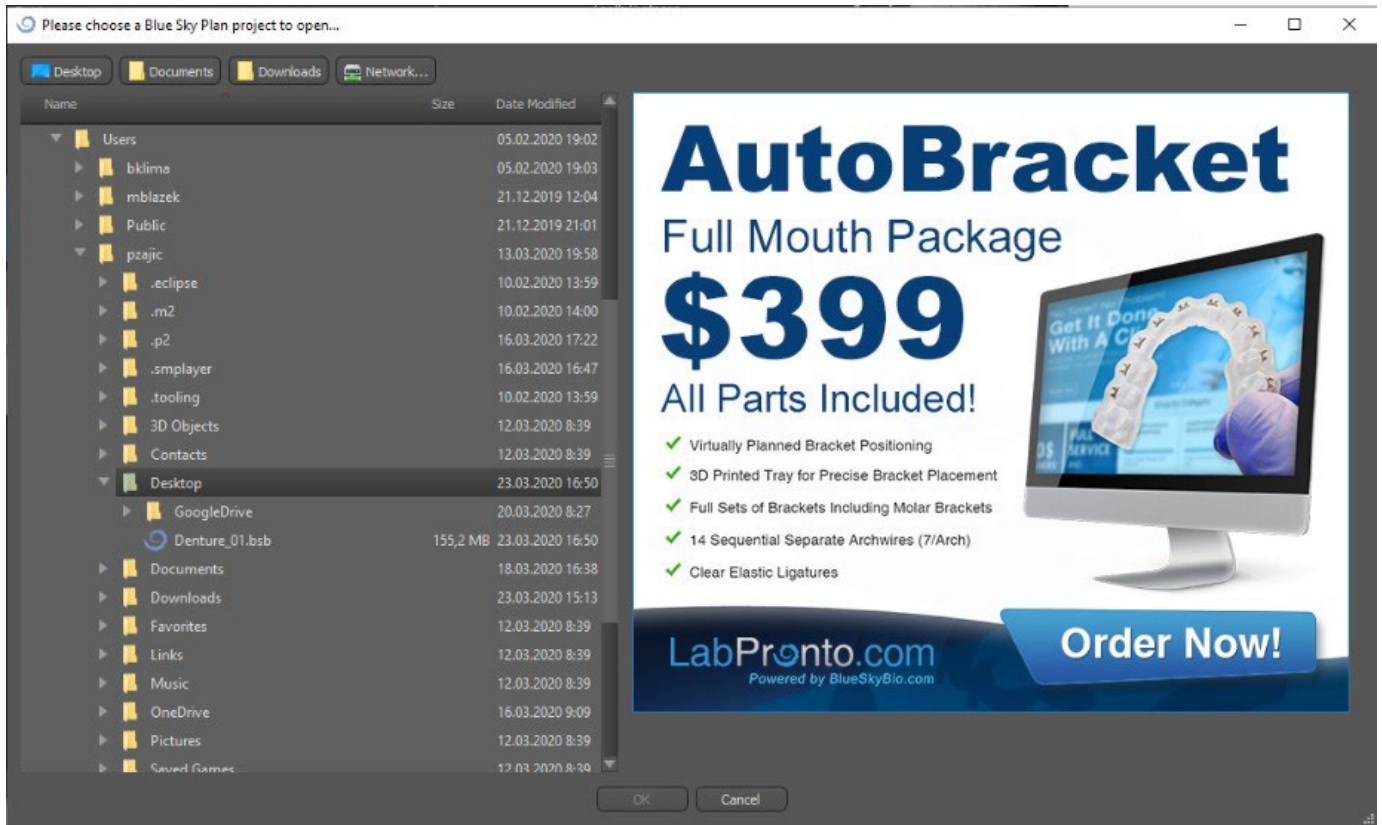 Please choose a Blue Sky Plan project to open...
Desktop Documents Downloads Network...
Name Size Date Modified
Users 05.02.2020 19:02
bklima 05.02.2020 19:03
mblazek 21.12.2019 12:04
Public 21.12.2019 21:01
pzajic 13.03.2020 19:58
.eclipse 10.02.2020 13:59
.m2 10.02.2020 14:00
.p2 16.03.2020 17:22
.smplayer 16.03.2020 16:47
.tooling 10.02.2020 13:59
3D Objects 12.03.2020 8:39
Contacts 12.03.2020 8:39
Desktop 23.03.2020 16:50
GoogleDrive 20.03.2020 8:27
Denture_01.bsb 155,2 MB 23.03.2020 16:50
Documents 18.03.2020 16:38
Downloads 23.03.2020 15:13
Favorites 12.03.2020 8:39
Links 12.03.2020 8:39
Music 12.03.2020 8:39
OneDrive 16.03.2020 9:09
Pictures 12.03.2020 8:39
Saved Games 12.03.2020 8:39
AutoBracket
Full Mouth Package
$399
All Parts Included!
Virtually Planned Bracket Positioning
3D Printed Tray for Precise Bracket Placement
Full Sets of Brackets Including Molar Brackets
14 Sequential Separate Archwires (7/Arch)
Clear Elastic Ligatures
Get It Done
With A
FULL
SERVICE
LabPronto.com
Powered by BlueSkyBio.com
Order Now!
OK Cancel